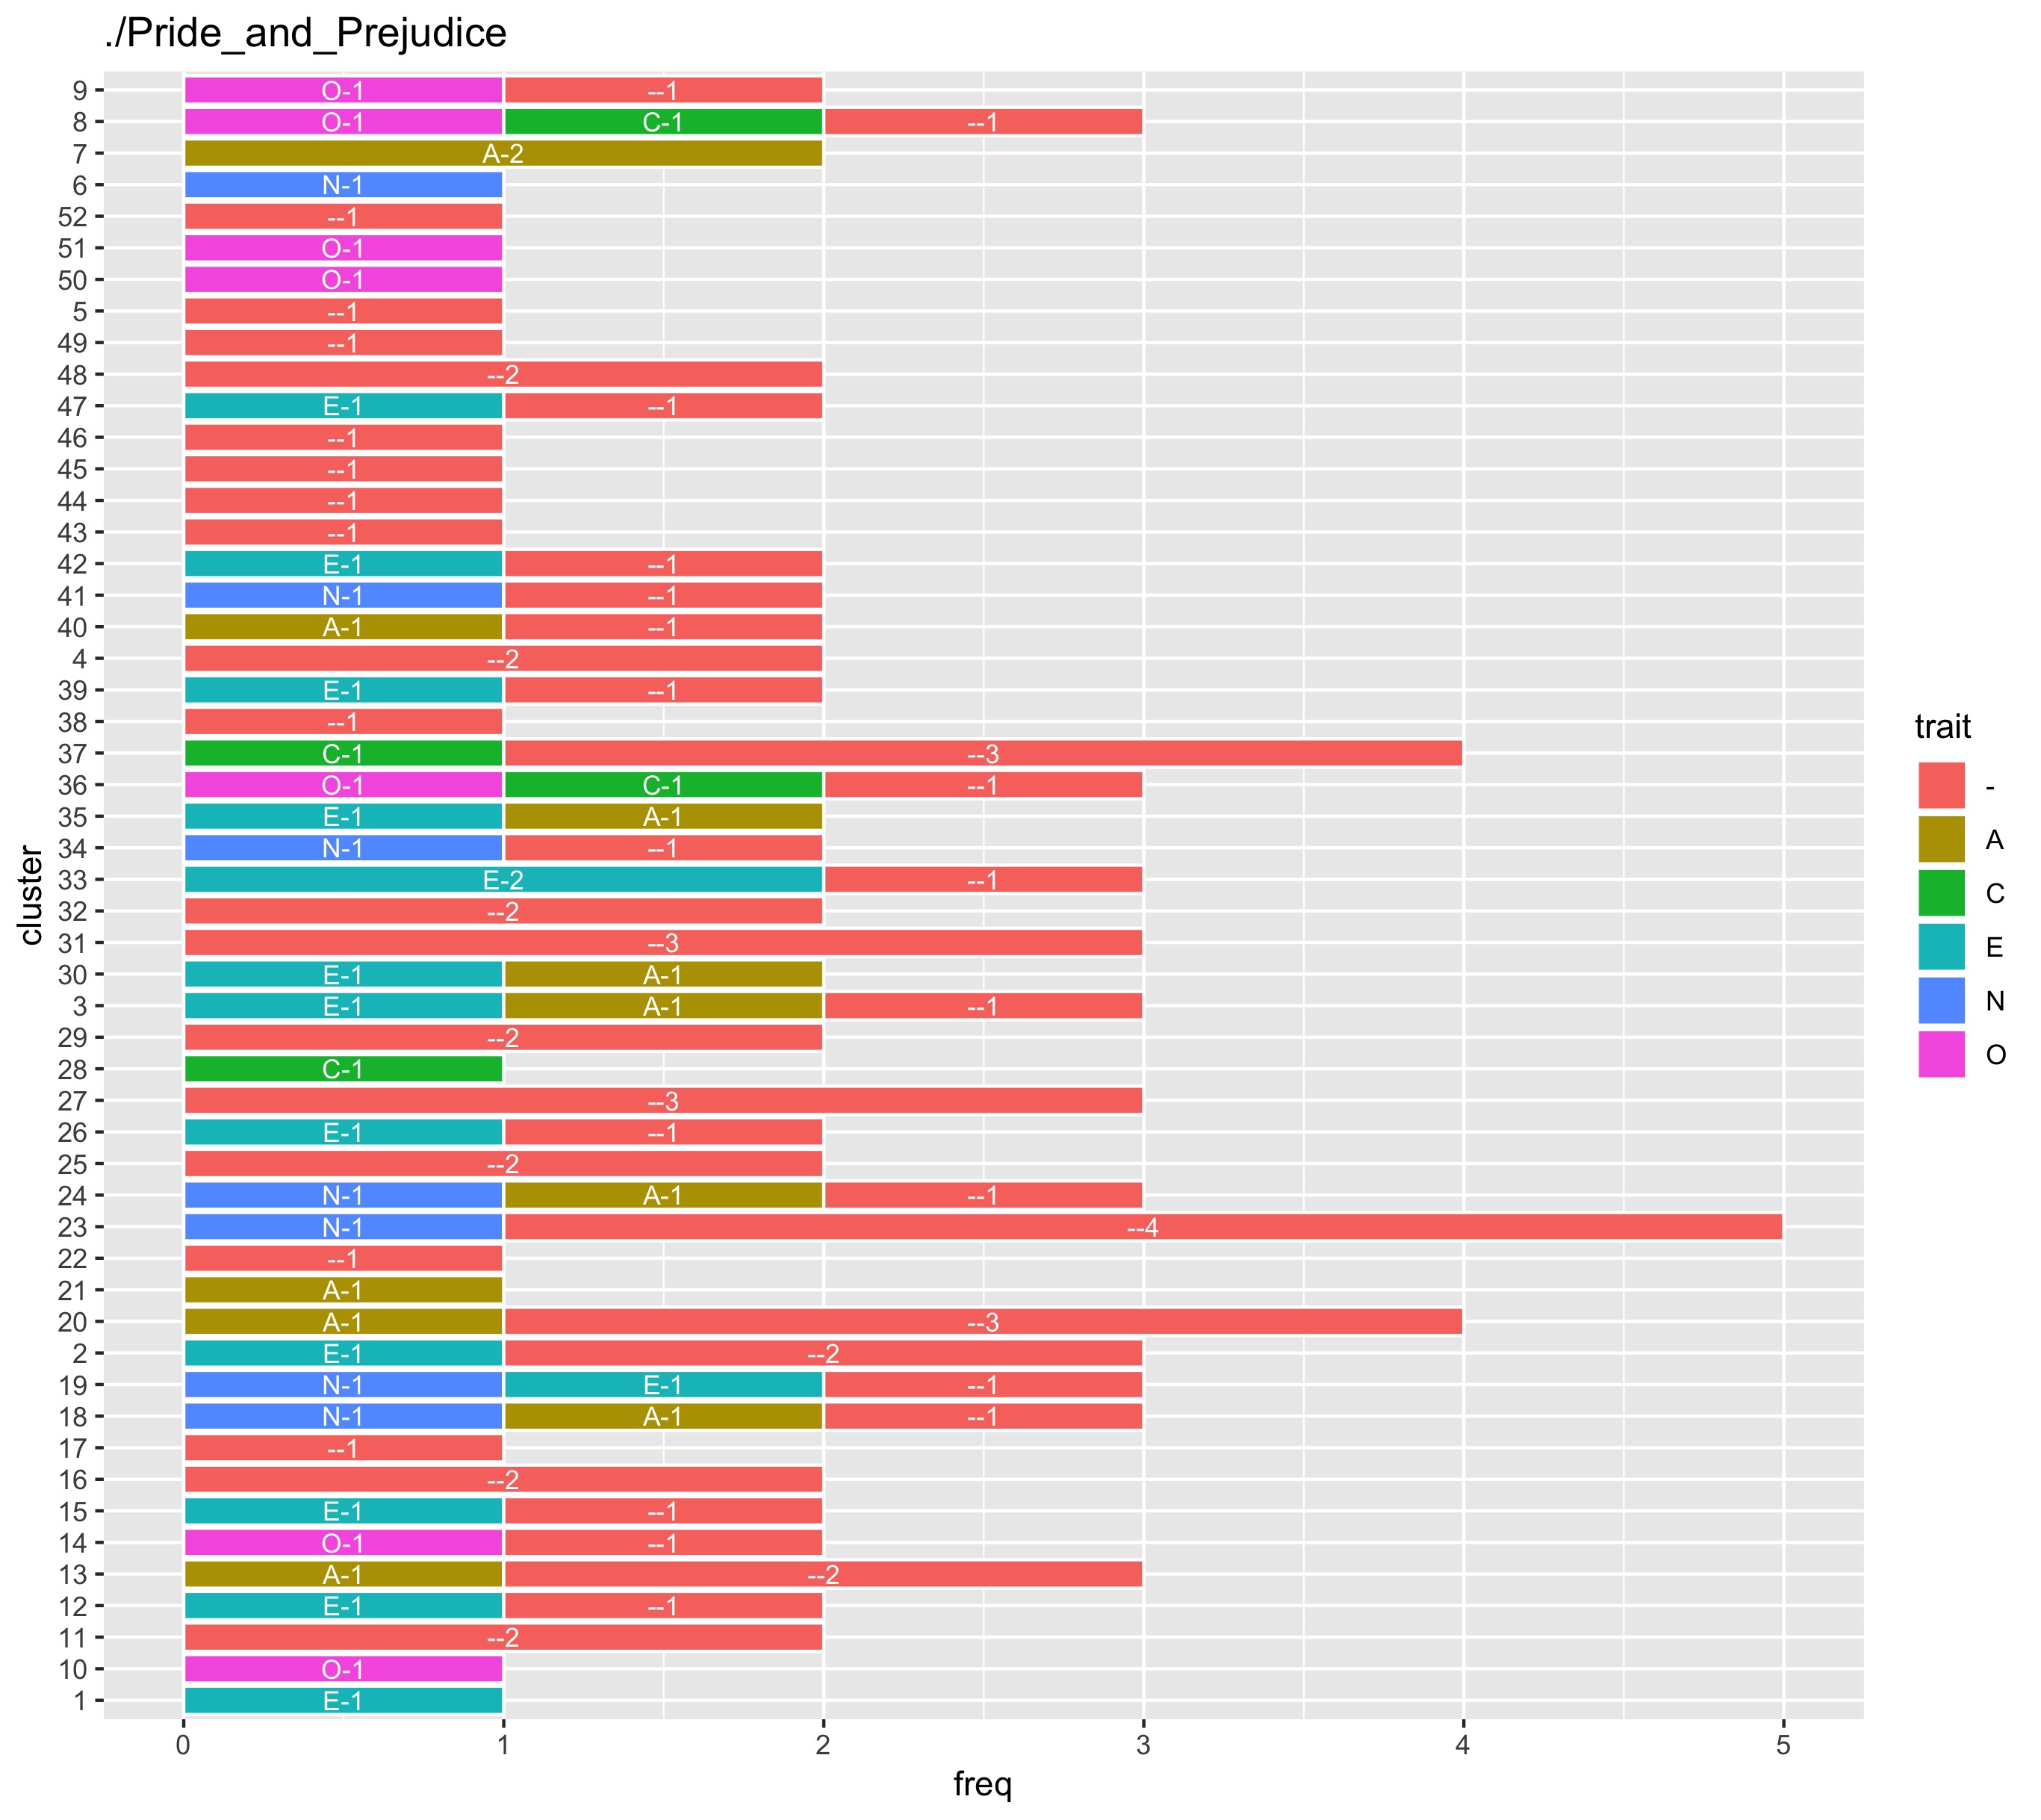 ./Pride_and_Prejudice
9 O-1 --1
8 O-1 C-1 --1
7 A-2
6 N-1
52 --1
51 O-1
50 O-1
5 --1
49 --1
48 --2
47 E-1 --1
46 --1
45 --1
44 --1
43 --1
42 E-1 --1
41 N-1 --1
40 A-1 --1
4 --2
39 E-1 --1
38 --1
37 C-1 --3
36 O-1 C-1 --1
35 E-1 A-1
34 N-1 --1
33 E-2 --1
32 --2
31 --3
30 E-1 A-1
3 E-1 A-1 --1
29 --2
28 C-1
27 --3
26 E-1 --1
25 --2
24 N-1 A-1 --1
23 N-1 --4
22 --1
21 A-1
20 A-1 --3
2 E-1 --2
19 N-1 E-1 --1
18 N-1 A-1 --1
17 --1
16 --2
15 E-1 --1
14 O-1 --1
13 A-1 --2
12 E-1 --1
11 --2
10 O-1
1 E-1
0 1 2 3 4 5
freq
cluster
trait
-
A
C
E
N
O